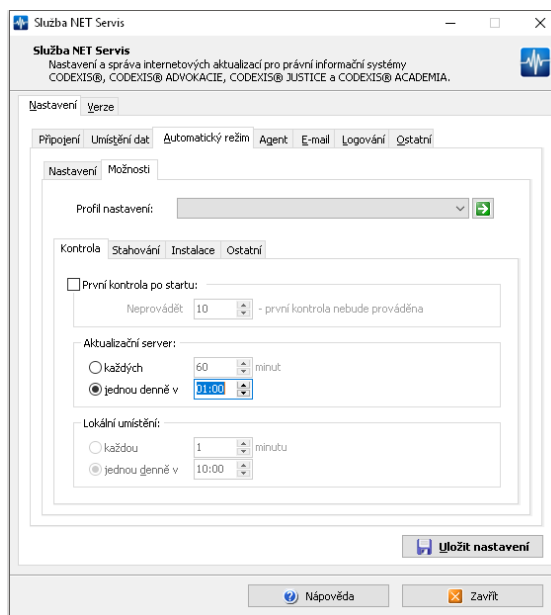 Služba NET Servis
Služba NET Servis
Nastavení a správa internetových aktualizací pro právní informační systémy
CODEXIS®, CODEXIS® ADVOKACIE, CODEXIS® JUSTICE a CODEXIS® ACADEMIA.
Nastavení Verze
Připojení Umístění dat Automatický režim Agent E-mail Logování Ostatní
Nastavení Možnosti
Profil nastavení:
Kontrola Stahování Instalace Ostatní
První kontrola po startu:
Neprovádět 10 - první kontrola nebude prováděna
Aktualizační server:
každých 60 minut
jednou denně v 01:00
Lokální umístění:
každou 1 minutu
jednou denně v 10:00
Uložit nastavení
Nápověda Zavřít